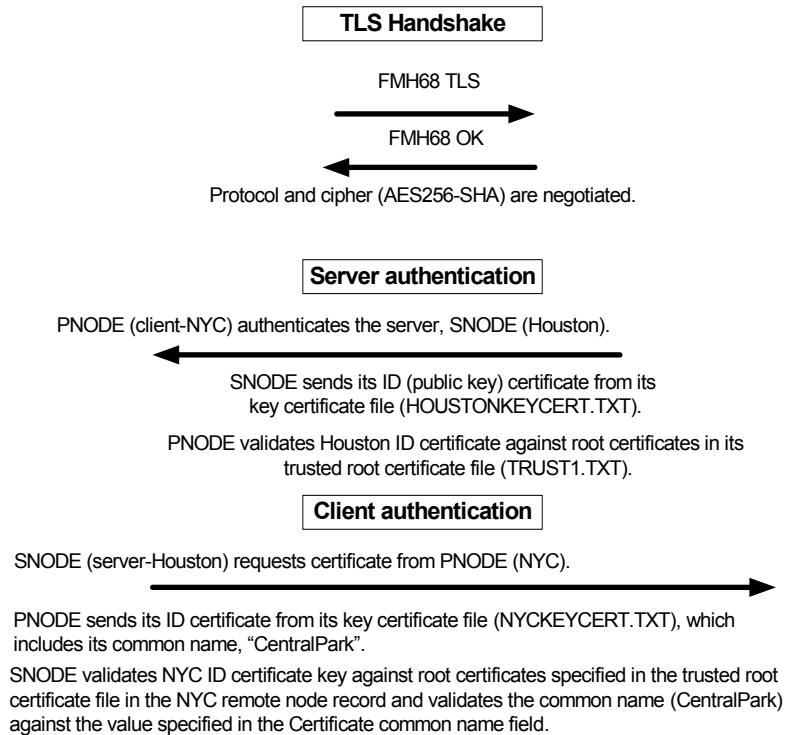 TLS Handshake
FMH68 TLS
FMH68 OK
Protocol and cipher (AES256-SHA) are negotiated.
Server authentication
PNODE (client-NYC) authenticates the server, SNODE (Houston).
SNODE sends its ID (public key) certificate from its
key certificate file (HOUSTONKEYCERT.TXT).
PNODE validates Houston ID certificate against root certificates in its
trusted root certificate file (TRUST1.TXT).
Client authentication
SNODE (server-Houston) requests certificate from PNODE (NYC).
PNODE sends its ID certificate from its key certificate file (NYCKEYCERT.TXT), which
includes its common name, “CentralPark”.
SNODE validates NYC ID certificate key against root certificates specified in the trusted root
certificate file in the NYC remote node record and validates the common name (CentralPark)
against the value specified in the Certificate common name field.